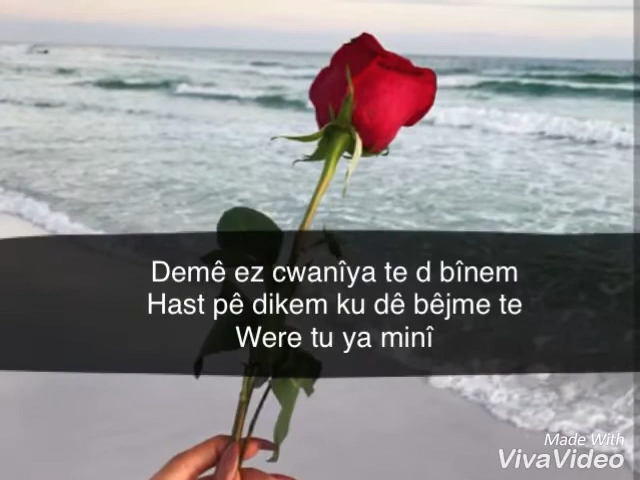 Demê ez cwanîya te d bînem
Hast pê dikem ku dê bêjme te
Were tu ya minî
Made With
VivaVideo